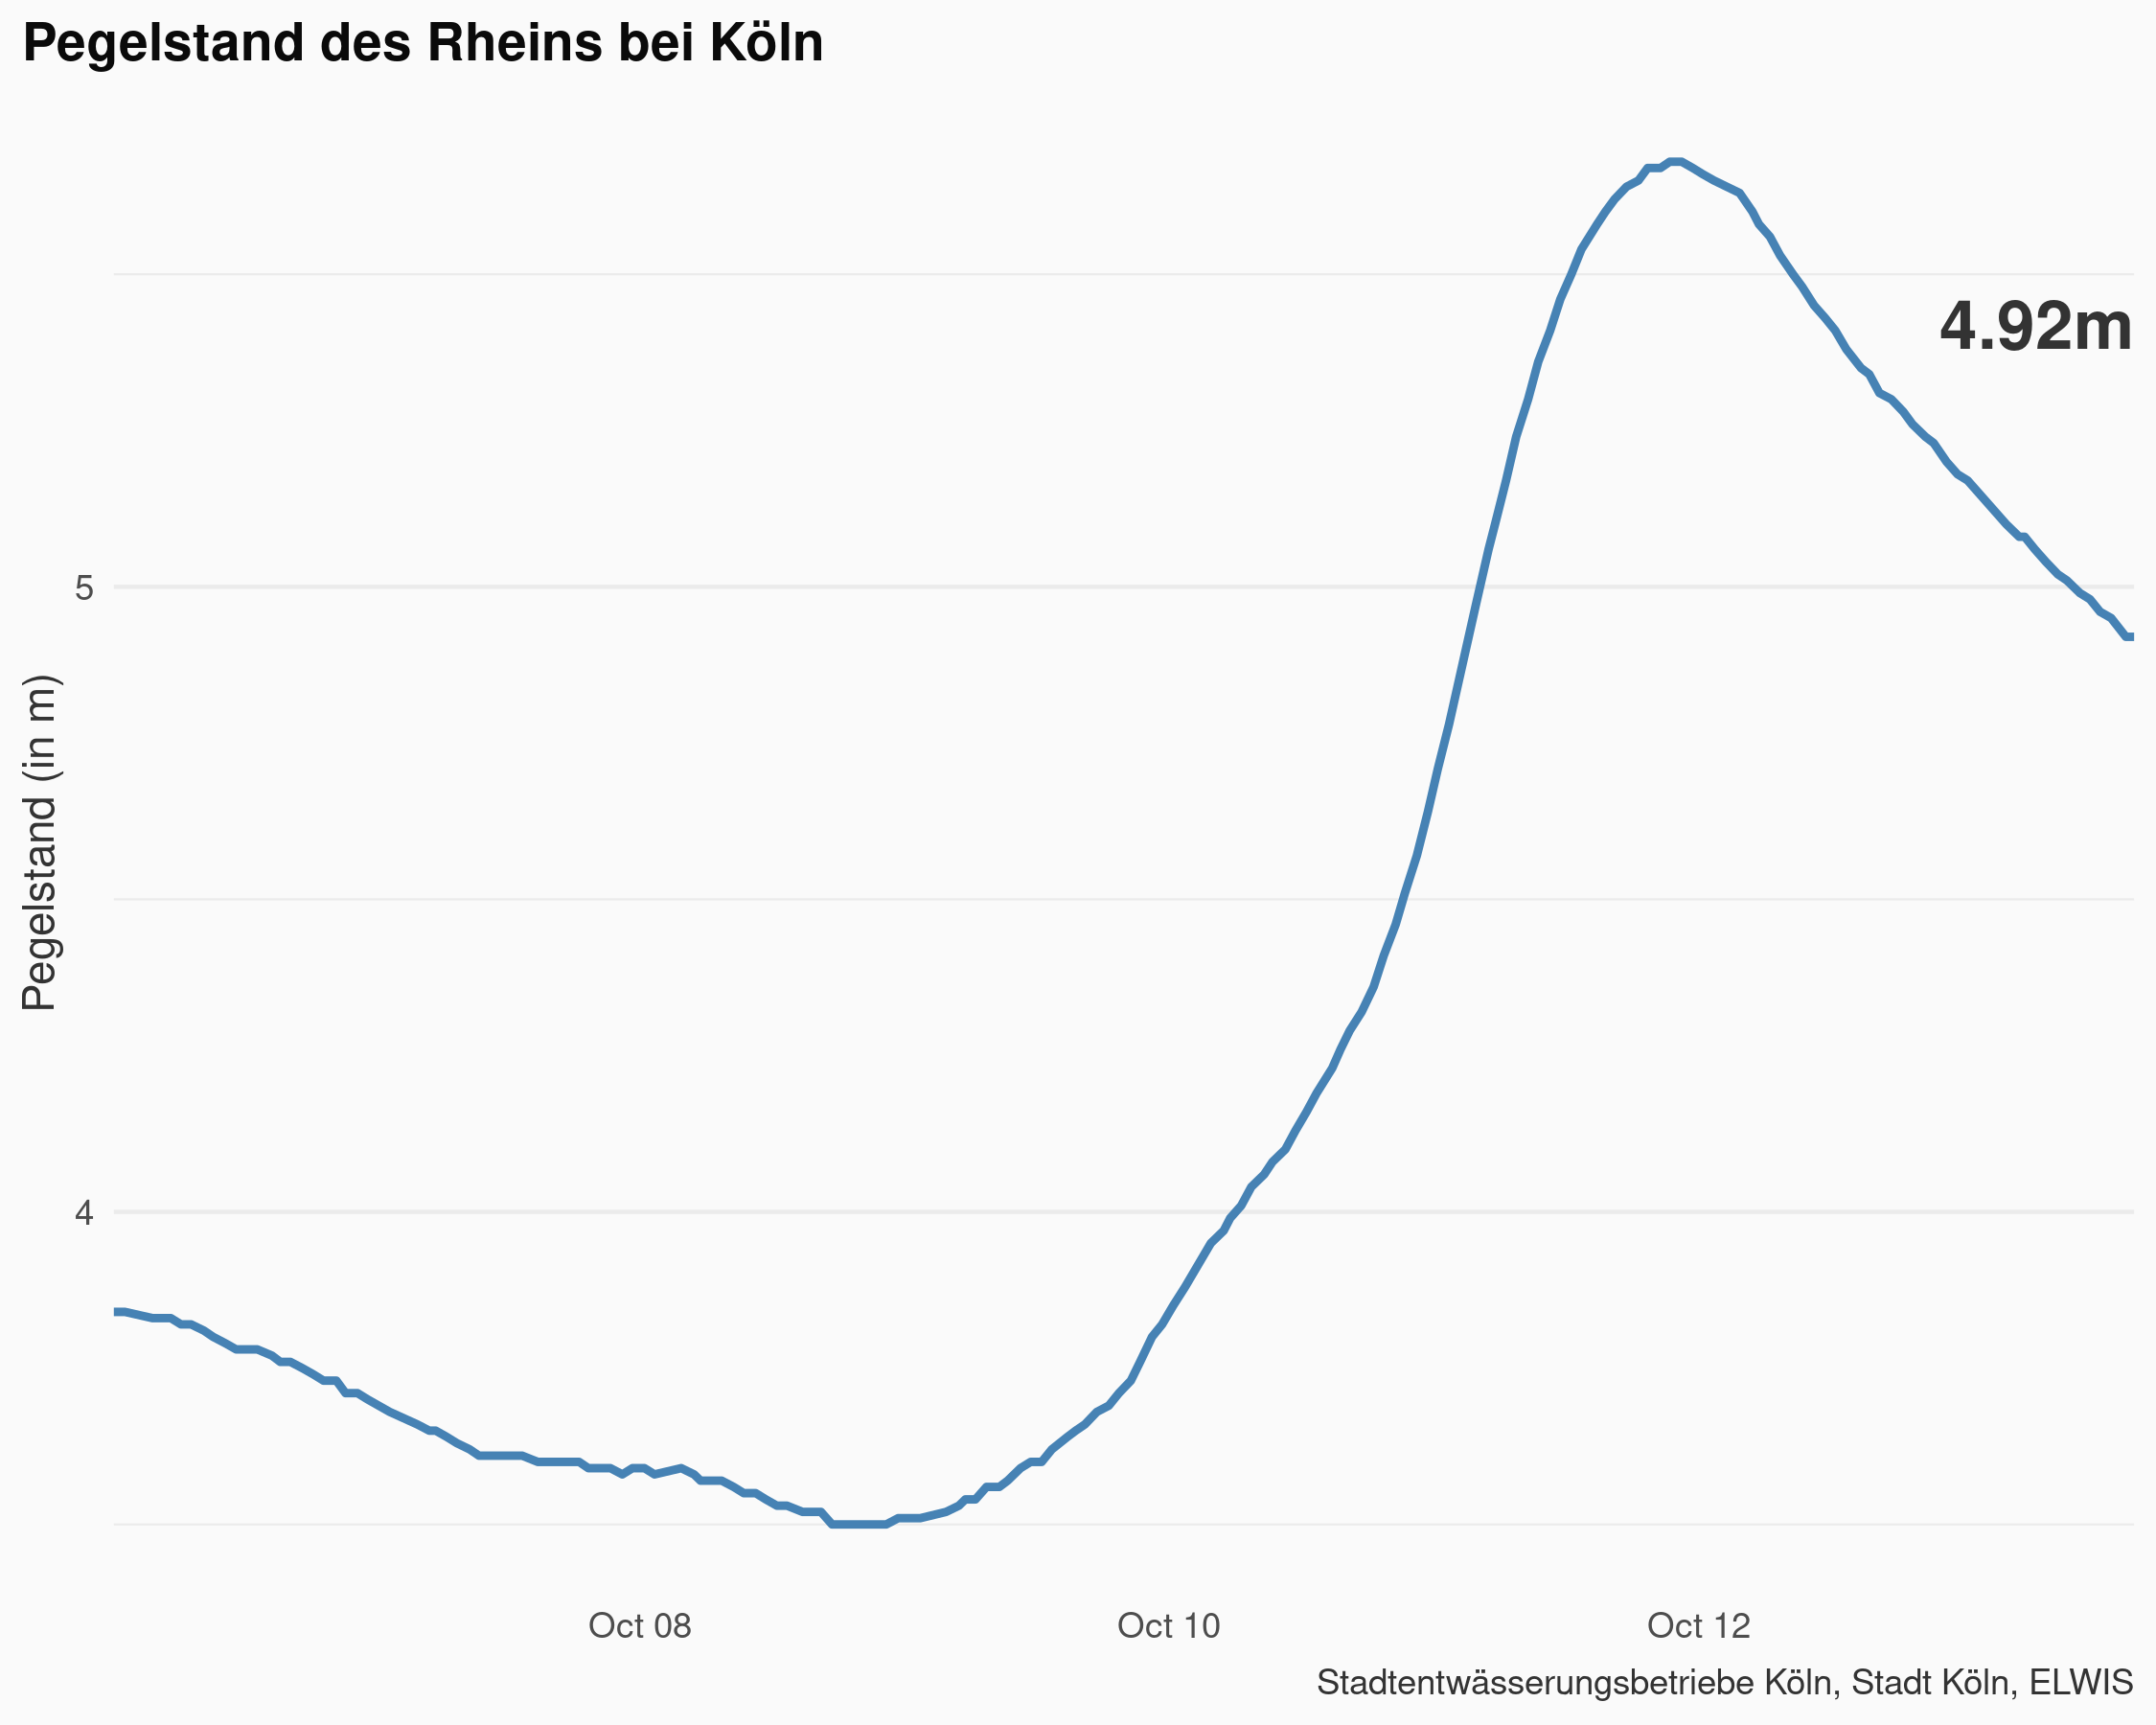 Pegelstand des Rheins bei Köln
4.92m
5
Pegelstand (in m)
4
Oct 08
Oct 10
Oct 12
Stadtentwässerungsbetriebe Köln, Stadt Köln, ELWIS